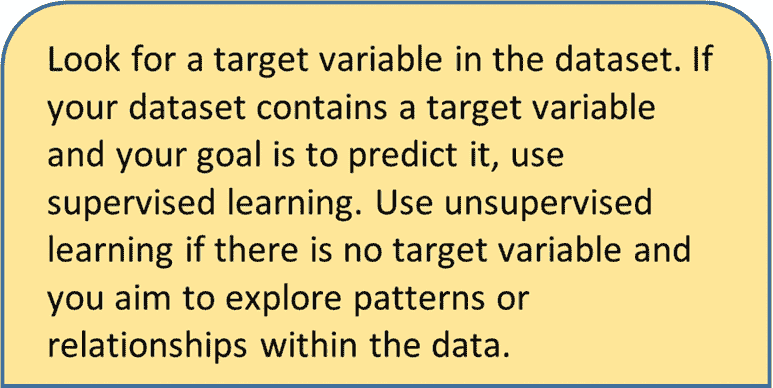 Look for a target variable in the dataset. If
your dataset contains a target variable
and your goal is to predict it, use
supervised learning. Use unsupervised
learning if there is no target variable and
you aim to explore patterns or
relationships within the data.